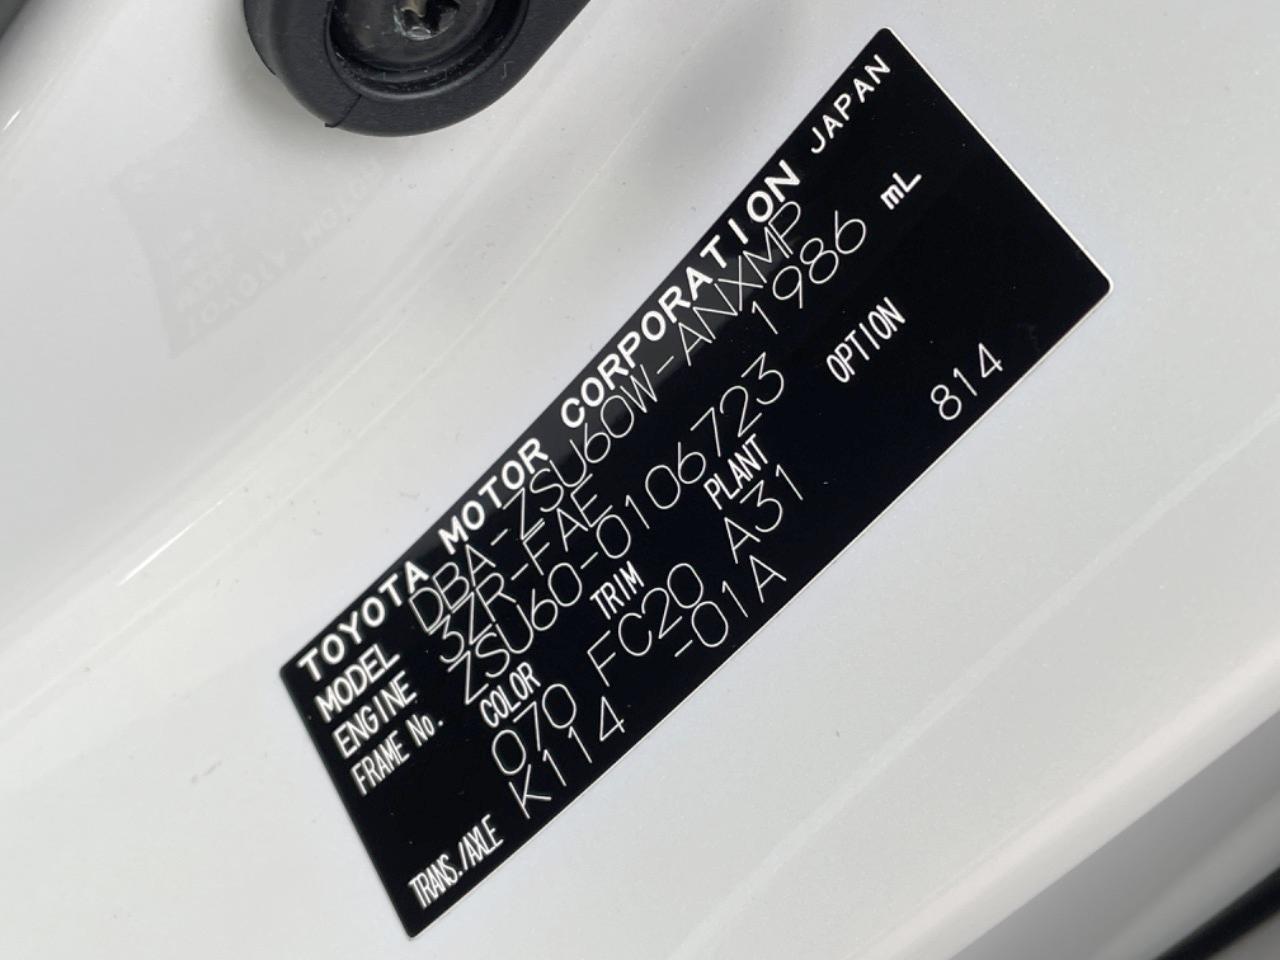 TOYOTA MOTOR CORPORATION JAPAN
MODEL DBA-ZSU60W-ANXMP
ENGINE 3ZR-FAE 1986 mL
FRAME No. ZSU60-0106723
COLOR TRIM PLANT OPTION
070 FC20 A31 814
TRANS./AXLE K114 -01A